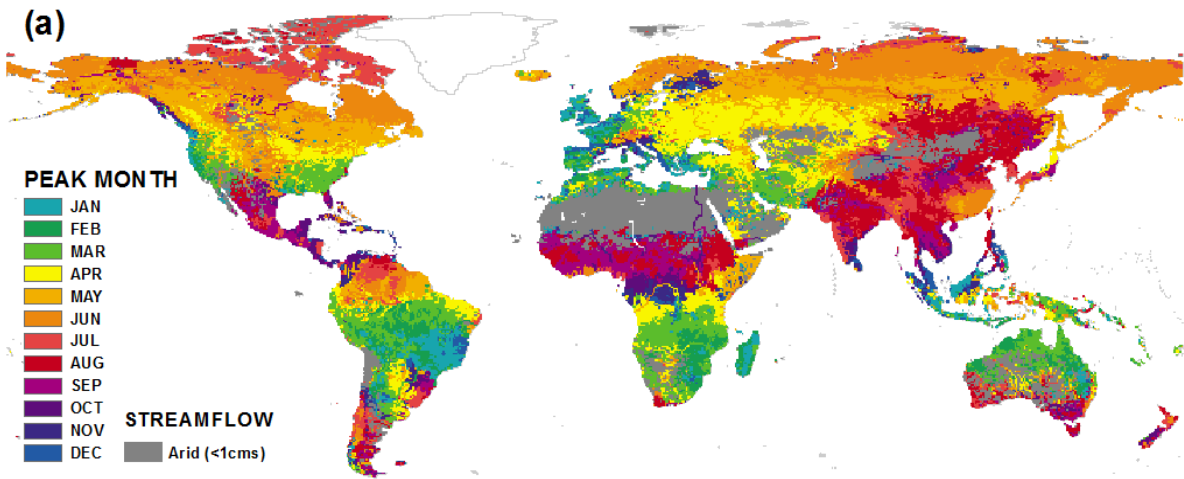 (a)
PEAK MONTH
JAN
FEB
MAR
APR
MAY
JUN
JUL
AUG
SEP
OCT
NOV
DEC
STREAMFLOW
Arid (<1cms)